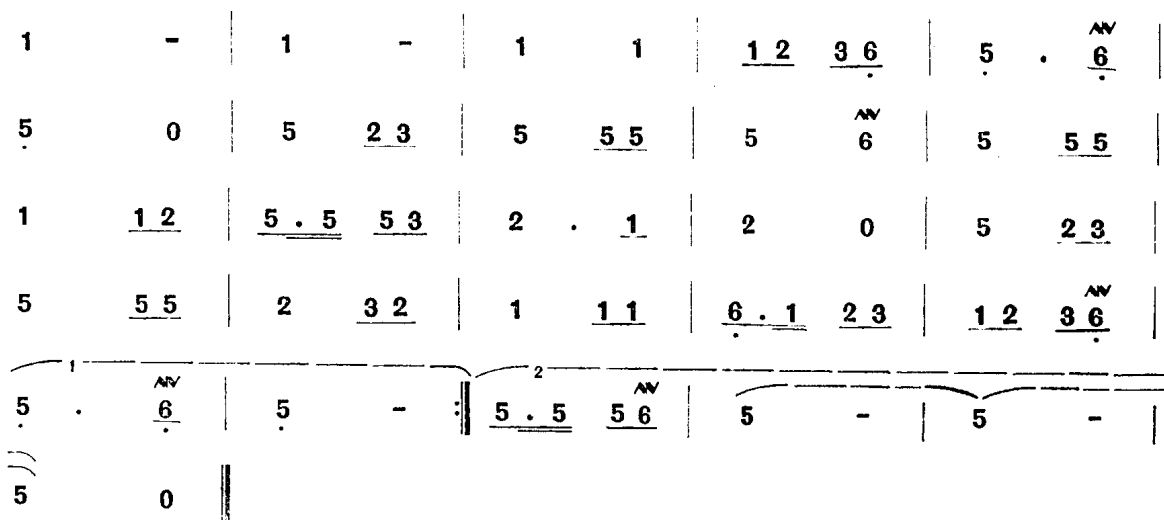 1 - | 1 - | 1 1 | 1 2 3 6̣ | 5̣ . 6̣ |
5̣ 0 | 5 2 3 | 5 5 5 | 5 6 | 5 5 5 |
1 1 2 | 5 . 5 5 3 | 2 . 1 | 2 0 | 5 2 3 |
5 5 5 | 2 3 2 | 1 1 1 | 6̣ . 1 2 3 | 1 2 3 6̣ |
1 2
5̣ . 6̣ | 5̣ - :‖ 5 . 5 5 6 | 5 - | 5 - |
5 0 ‖